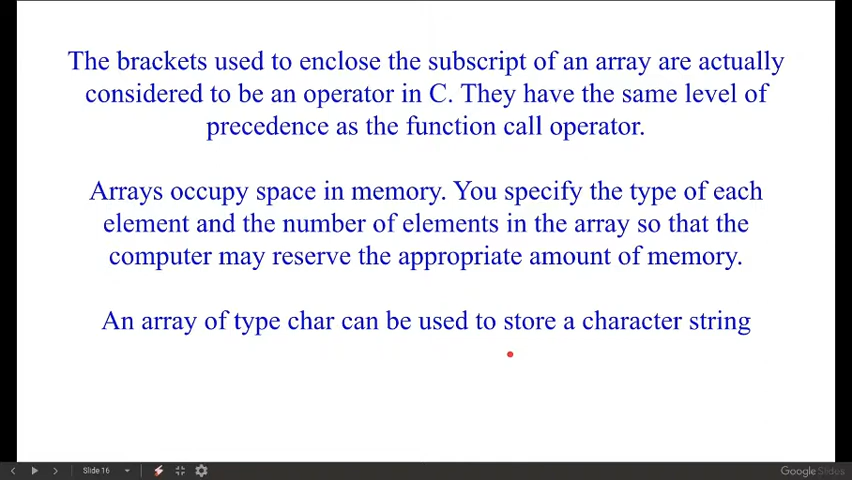 The brackets used to enclose the subscript of an array are actually
considered to be an operator in C. They have the same level of
precedence as the function call operator.
Arrays occupy space in memory. You specify the type of each
element and the number of elements in the array so that the
computer may reserve the appropriate amount of memory.
An array of type char can be used to store a character string
Slide 16
Google Slides